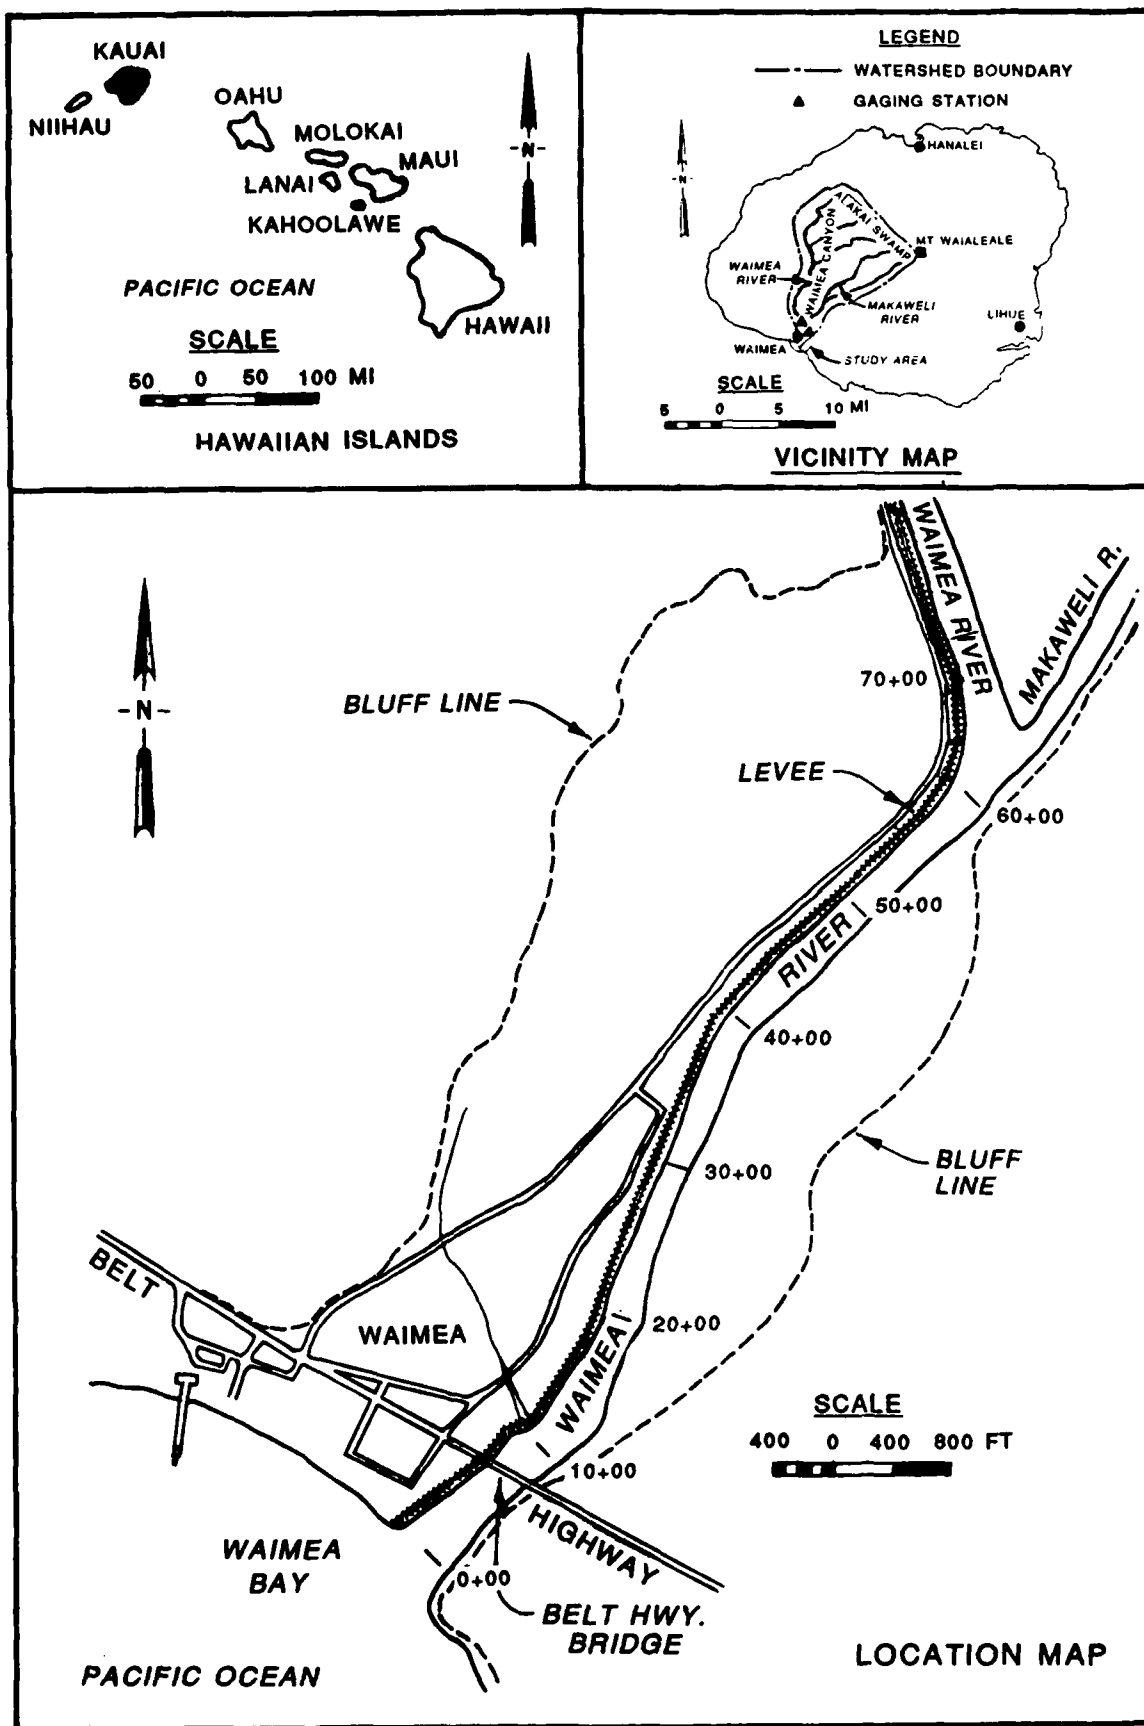 KAUAI
NIIHAU
OAHU
MOLOKAI
MAUI
LANAI
KAHOOLAWE
HAWAII
-N-
PACIFIC OCEAN
SCALE
50 0 50 100 MI
HAWAIIAN ISLANDS
LEGEND
WATERSHED BOUNDARY
GAGING STATION
-N-
HANALEI
ALAKAI SWAMP
MT WAIALEALE
WAIMEA CANYON
WAIMEA
RIVER
MAKAWELI
RIVER
LIHUE
WAIMEA
STUDY AREA
SCALE
5 0 5 10 MI
VICINITY MAP
-N-
WAIMEA RIVER
MAKAWELI R.
70+00
BLUFF LINE
LEVEE
60+00
50+00
RIVER
40+00
BLUFF
LINE
30+00
BELT
WAIMEA
20+00
WAIMEA
SCALE
400 0 400 800 FT
10+00
HIGHWAY
WAIMEA
BAY
0+00
BELT HWY.
BRIDGE
PACIFIC OCEAN
LOCATION MAP